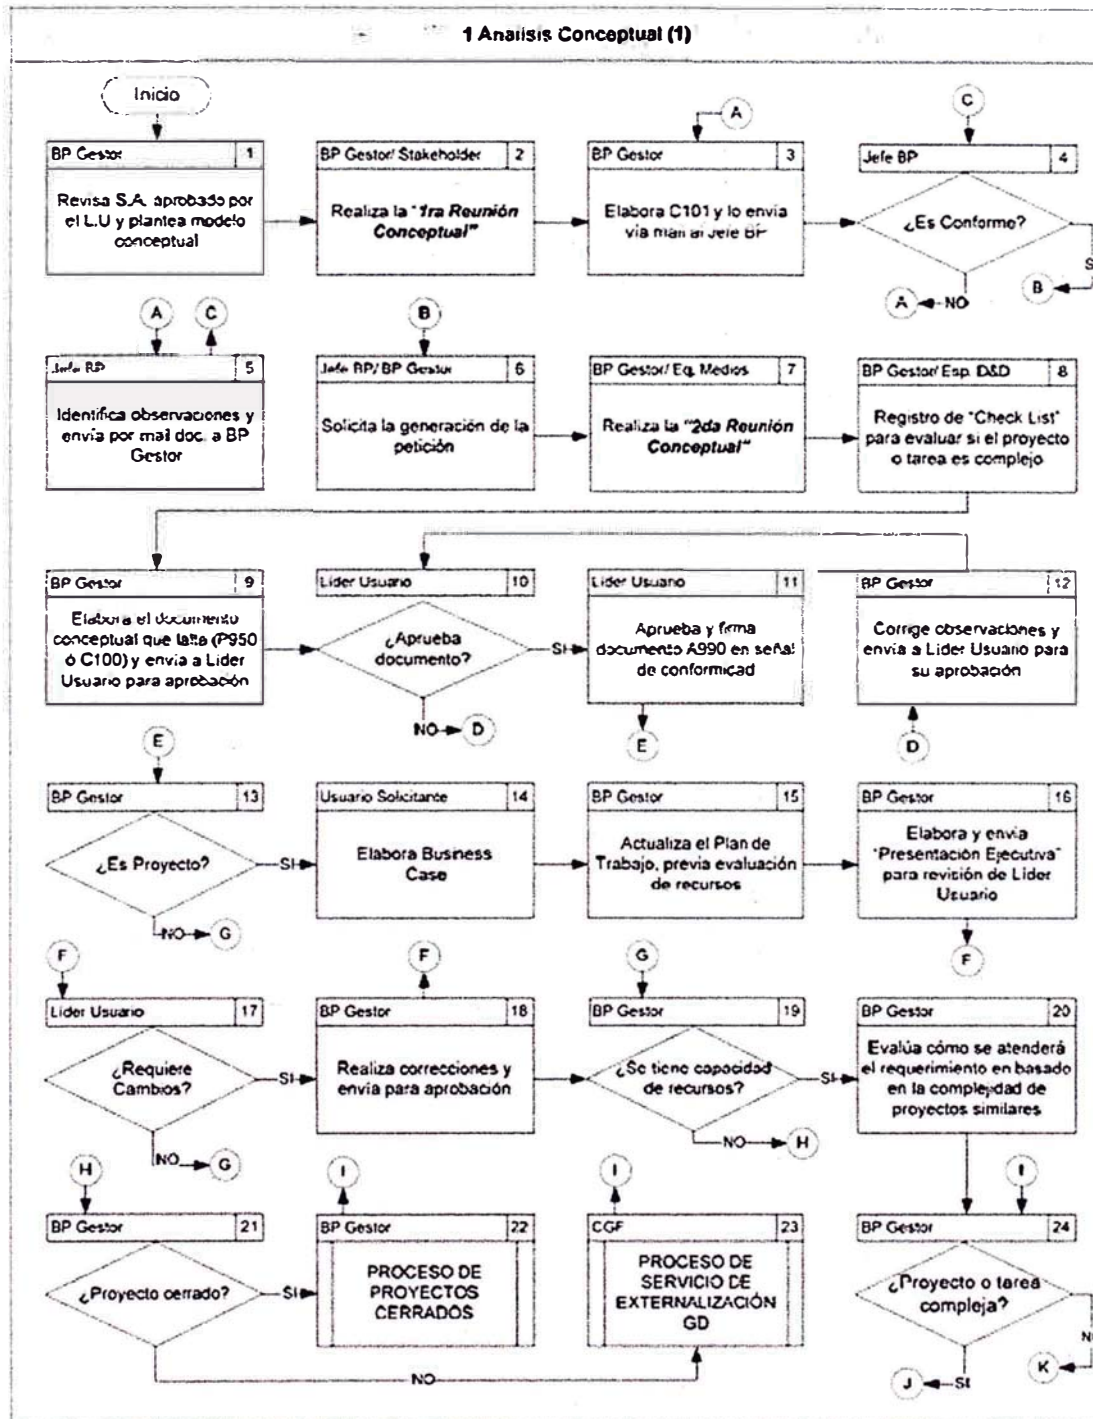 1 Analisis Conceptual (1)
Inicio
A
C
BP Gestor 1
BP Gestor/ Stakeholder 2
BP Gestor 3
Jefe BP 4
Revisa S.A. aprobado por
el L.U y plantea modelo
conceptual
Realiza la "1ra Reunión
Conceptual"
Elabora C101 y lo envía
vía mail al Jefe BP
¿Es Conforme?
S
B
A
NO
A
C
B
Jefe BP 5
Jefe BP/ BP Gestor 6
BP Gestor/ Eq. Medios 7
BP Gestor/ Esp. D&D 8
Identifica observaciones y
envía por mail doc. a BP
Gestor
Solicita la generación de la
petición
Realiza la "2da Reunión
Conceptual"
Registro de "Check List"
para evaluar si el proyecto
o tarea es complejo
BP Gestor 9
Lider Usuario 10
Lider Usuario 11
BP Gestor 12
Elabora el documento
conceptual que falta (P950
ó C100) y envia a Lider
Usuario para aprobación
¿Aprueba
documento?
SI
Aprueba y firma
documento A990 en señal
de conformicad
Corrige observaciones y
envía a Lider Usuario para
su aprobación
NO
D
E
D
E
BP Gestor 13
Usuario Solicitante 14
BP Gestor 15
BP Gestor 16
¿Es Proyecto?
SI
Elabora Business
Case
Actualiza el Plan de
Trabajo, previa evaluación
de recursos
Elabora y envía
"Presentación Ejecutiva"
para revisión de Lider
Usuario
NO
G
F
F
F
G
Lider Usuario 17
BP Gestor 18
BP Gestor 19
BP Gestor 20
¿Requiere
Cambios?
SI
Realiza correcciones y
envía para aprobación
¿Se tiene capacidad
de recursos?
SI
Evalúa cómo se atenderá
el requerimiento en basado
en la complejidad de
proyectos similares
NO
G
NO
H
H
I
I
I
BP Gestor 21
BP Gestor 22
CGF 23
BP Gestor 24
¿Proyecto cerrado?
SI
PROCESO DE
PROYECTOS
CERRADOS
PROCESO DE
SERVICIO DE
EXTERNALIZACIÓN
GD
¿Proyecto o tarea
compleja?
N
K
NO
J
SI